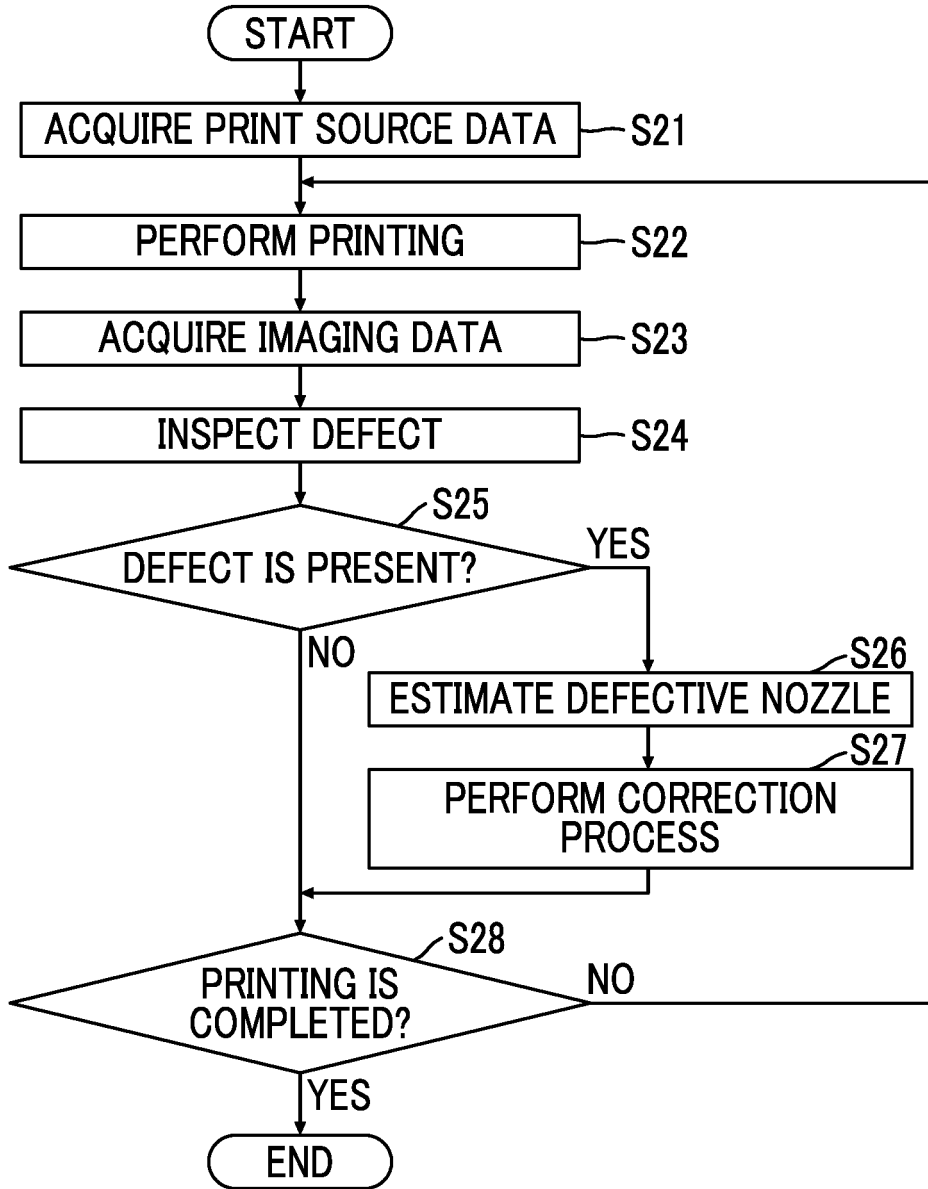 START
ACQUIRE PRINT SOURCE DATA
S21
PERFORM PRINTING
S22
ACQUIRE IMAGING DATA
S23
INSPECT DEFECT
S24
S25
DEFECT IS PRESENT?
YES
NO
S26
ESTIMATE DEFECTIVE NOZZLE
S27
PERFORM CORRECTION
PROCESS
S28
PRINTING IS
COMPLETED?
NO
YES
END